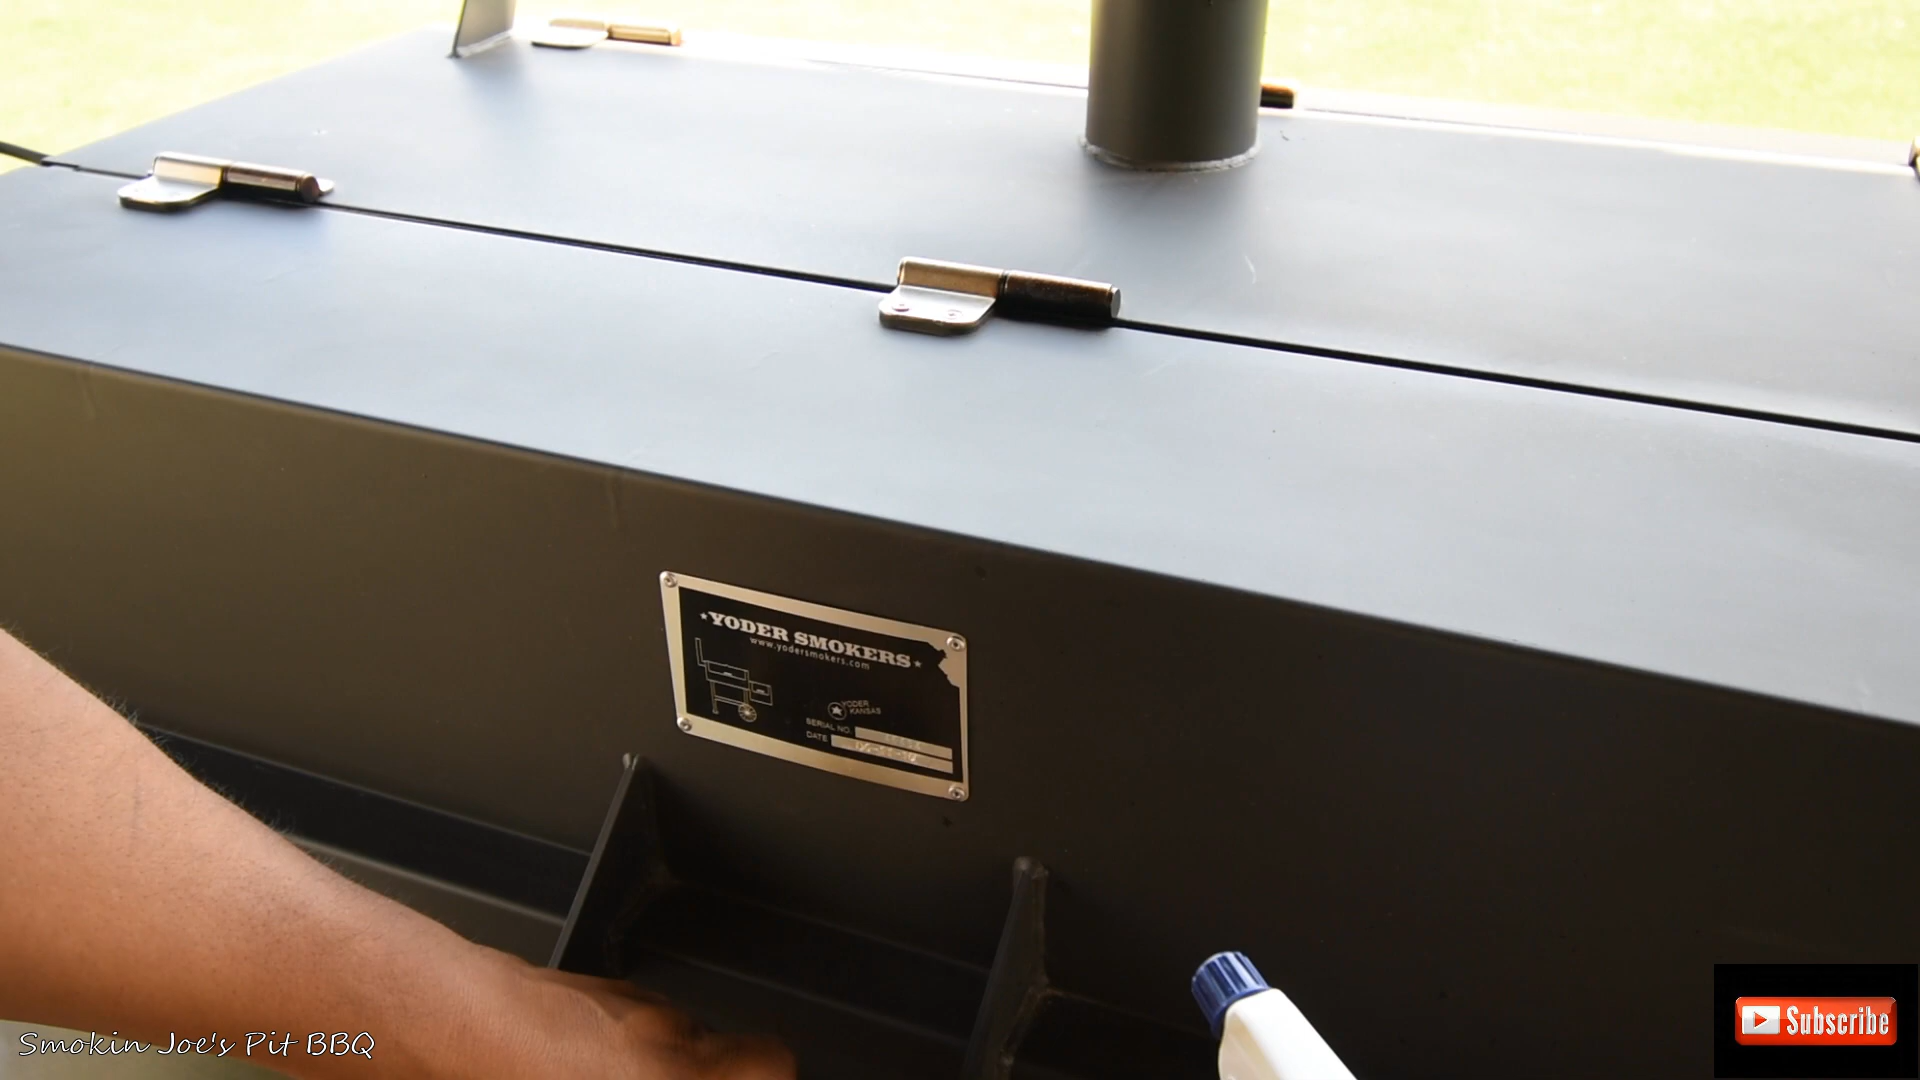 ★YODER SMOKERS★
www.yodersmokers.com
YODER
KANSAS
SERIAL NO.
DATE
Subscribe
Smokin Joe's Pit BBQ